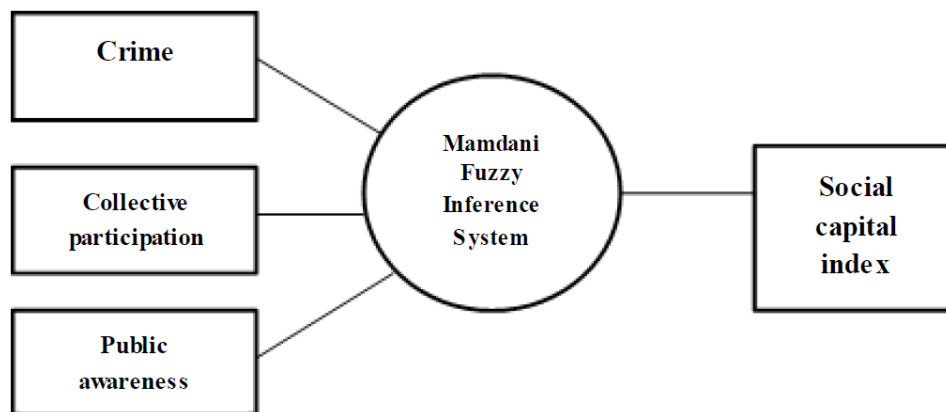 Crime
Collective
participation
Public
awareness
Mamdani
Fuzzy
Inference
System
Social
capital
index